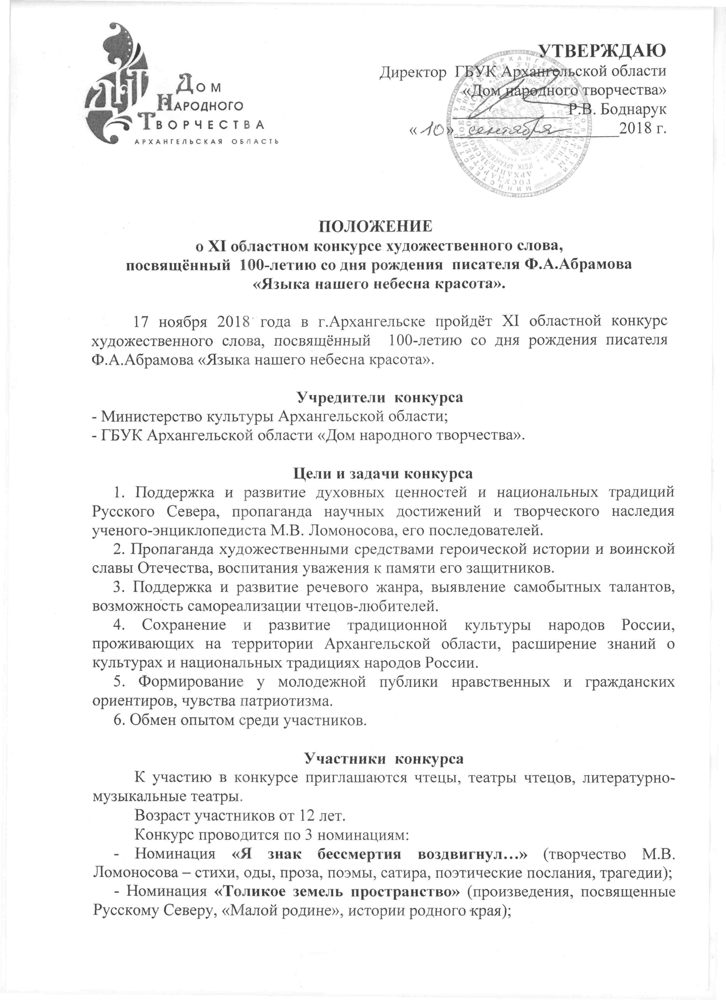 ДНТ
Дом
Народного
Творчества
АРХАНГЕЛЬСКАЯ ОБЛАСТЬ
УТВЕРЖДАЮ
Директор ГБУК Архангельской области
«Дом народного творчества»
Р.В. Боднарук
«10» сентября 2018 г.
ПОЛОЖЕНИЕ
о XI областном конкурсе художественного слова,
посвящённый 100-летию со дня рождения писателя Ф.А.Абрамова
«Языка нашего небесна красота».
17 ноября 2018 года в г.Архангельске пройдёт XI областной конкурс
художественного слова, посвящённый 100-летию со дня рождения писателя
Ф.А.Абрамова «Языка нашего небесна красота».
Учредители конкурса
- Министерство культуры Архангельской области;
- ГБУК Архангельской области «Дом народного творчества».
Цели и задачи конкурса
1. Поддержка и развитие духовных ценностей и национальных традиций
Русского Севера, пропаганда научных достижений и творческого наследия
ученого-энциклопедиста М.В. Ломоносова, его последователей.
2. Пропаганда художественными средствами героической истории и воинской
славы Отечества, воспитания уважения к памяти его защитников.
3. Поддержка и развитие речевого жанра, выявление самобытных талантов,
возможность самореализации чтецов-любителей.
4. Сохранение и развитие традиционной культуры народов России,
проживающих на территории Архангельской области, расширение знаний о
культурах и национальных традициях народов России.
5. Формирование у молодежной публики нравственных и гражданских
ориентиров, чувства патриотизма.
6. Обмен опытом среди участников.
Участники конкурса
К участию в конкурсе приглашаются чтецы, театры чтецов, литературно-
музыкальные театры.
Возраст участников от 12 лет.
Конкурс проводится по 3 номинациям:
- Номинация «Я знак бессмертия воздвигнул…» (творчество М.В.
Ломоносова – стихи, оды, проза, поэмы, сатира, поэтические послания, трагедии);
- Номинация «Толикое земель пространство» (произведения, посвященные
Русскому Северу, «Малой родине», истории родного края);